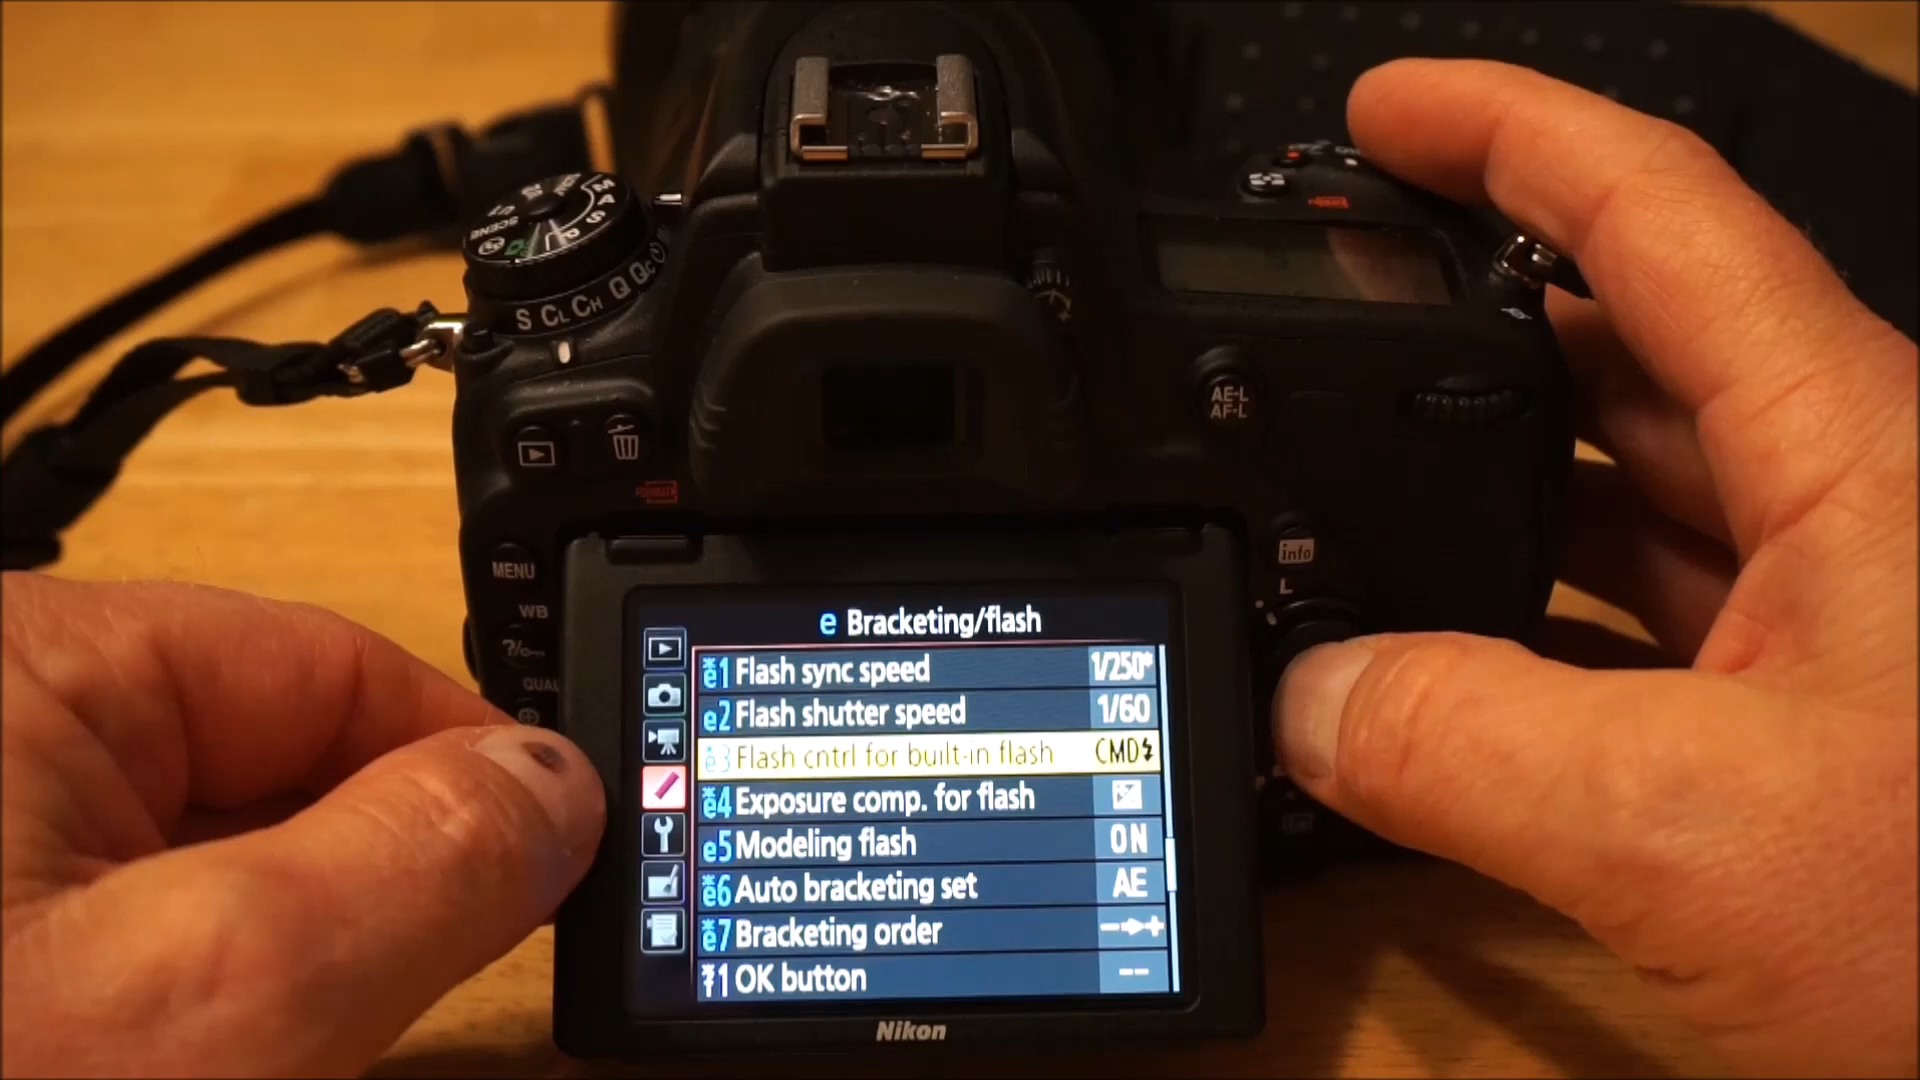 M
A
S
P
SCENE
S CL CH Q Qc
AE-L
AF-L
FORMAT
MENU
WB
?/
QUAL
info
L
e Bracketing/flash
*e1 Flash sync speed 1/250*
e2 Flash shutter speed 1/60
e3 Flash cntrl for built-in flash CMD
*e4 Exposure comp. for flash
e5 Modeling flash ON
*e6 Auto bracketing set AE
*e7 Bracketing order −→+
*f1 OK button --
Nikon